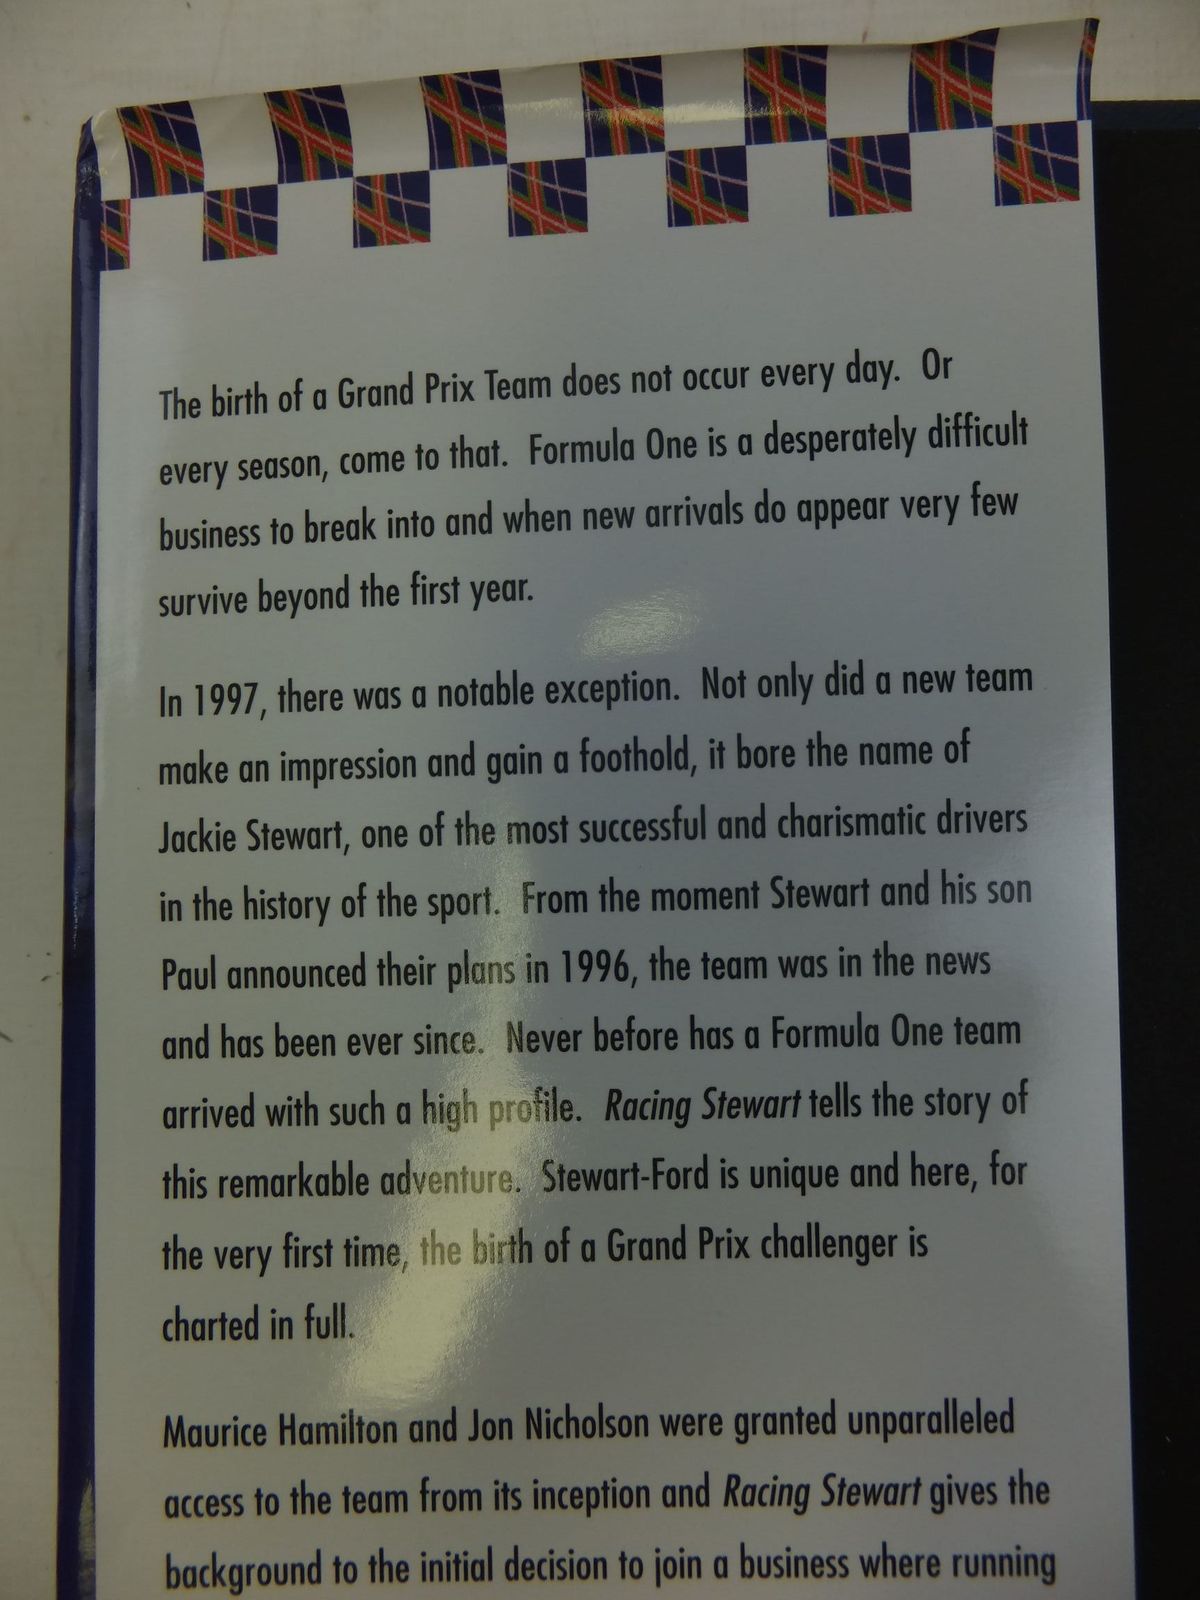 The birth of a Grand Prix Team does not occur every day. Or
every season, come to that. Formula One is a desperately difficult
business to break into and when new arrivals do appear very few
survive beyond the first year.
In 1997, there was a notable exception. Not only did a new team
make an impression and gain a foothold, it bore the name of
Jackie Stewart, one of the most successful and charismatic drivers
in the history of the sport. From the moment Stewart and his son
Paul announced their plans in 1996, the team was in the news
and has been ever since. Never before has a Formula One team
arrived with such a high profile. Racing Stewart tells the story of
this remarkable adventure. Stewart-Ford is unique and here, for
the very first time, the birth of a Grand Prix challenger is
charted in full.
Maurice Hamilton and Jon Nicholson were granted unparalleled
access to the team from its inception and Racing Stewart gives the
background to the initial decision to join a business where running